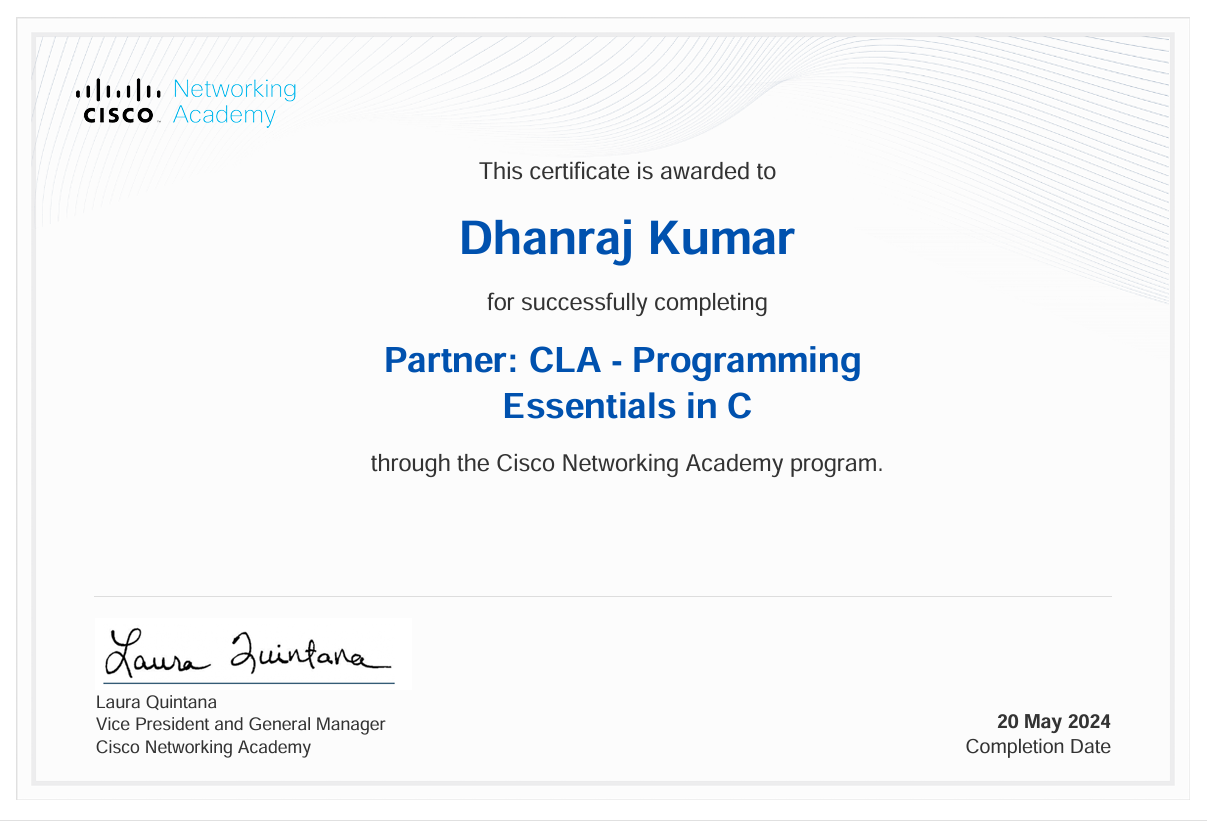 Networking
CISCO Academy
This certificate is awarded to
Dhanraj Kumar
for successfully completing
Partner: CLA - Programming
Essentials in C
through the Cisco Networking Academy program.
Laura Quintana
Laura Quintana
Vice President and General Manager
Cisco Networking Academy
20 May 2024
Completion Date